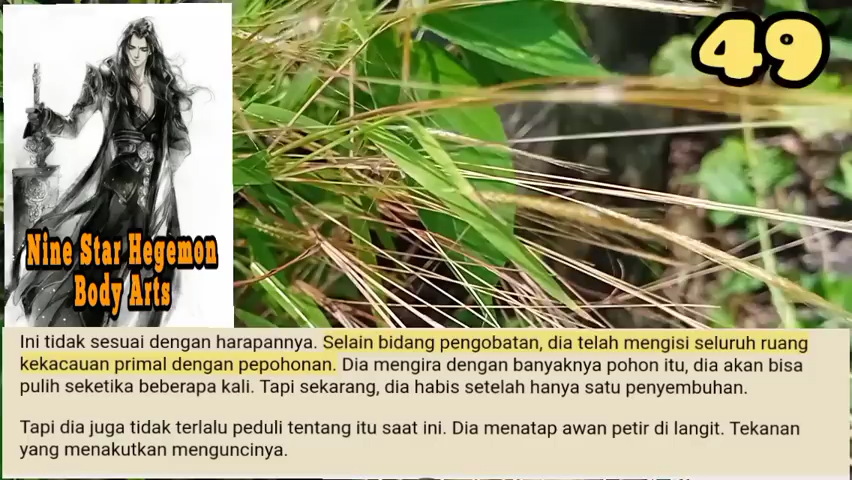 49
Nine Star Hegemon
Body Arts
Ini tidak sesuai dengan harapannya. Selain bidang pengobatan, dia telah mengisi seluruh ruang
kekacauan primal dengan pepohonan. Dia mengira dengan banyaknya pohon itu, dia akan bisa
pulih seketika beberapa kali. Tapi sekarang, dia habis setelah hanya satu penyembuhan.
Tapi dia juga tidak terlalu peduli tentang itu saat ini. Dia menatap awan petir di langit. Tekanan
yang menakutkan menguncinya.